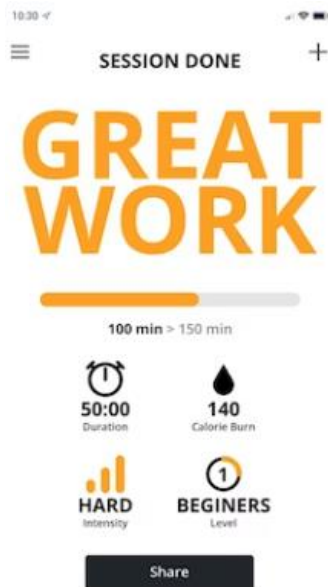 10:30
SESSION DONE
GREAT
WORK
100 min > 150 min
50:00
Duration
140
Calorie Burn
HARD
Intensity
1
BEGINERS
Level
Share